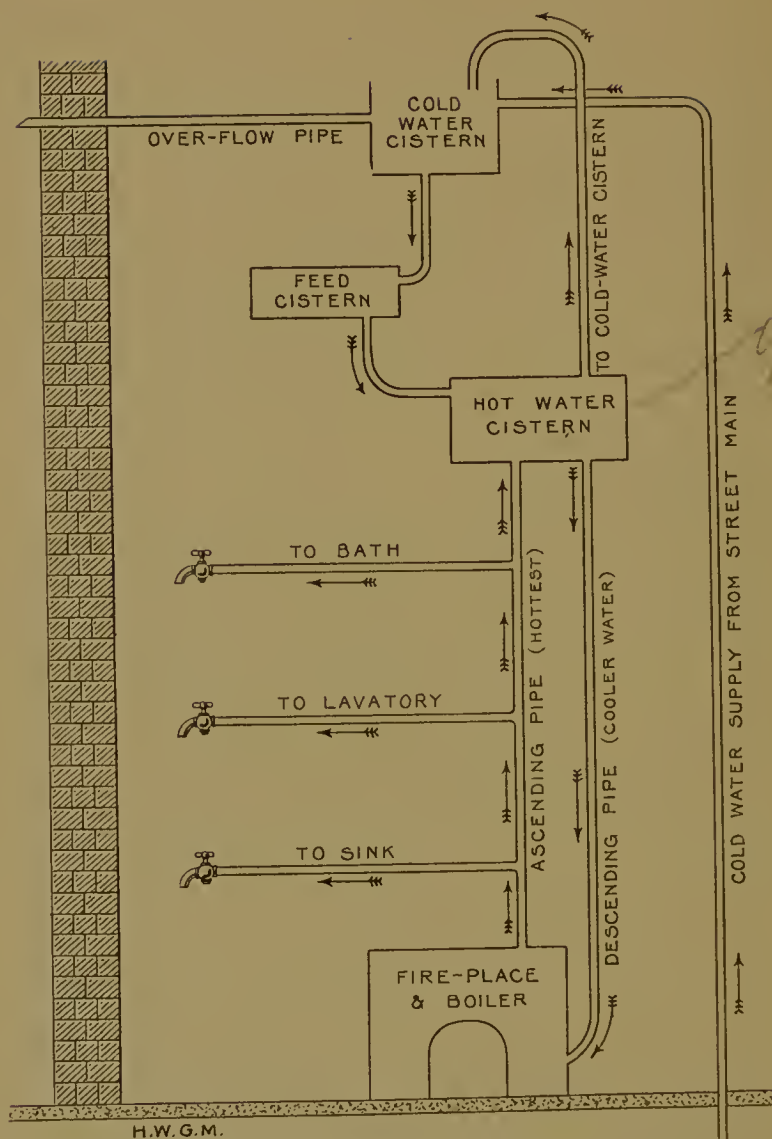 COLD
WATER
CISTERN
OVER-FLOW PIPE
FEED
CISTERN
TO COLD-WATER CISTERN
HOT WATER
CISTERN
TO BATH
TO LAVATORY
TO SINK
ASCENDING PIPE (HOTTEST)
DESCENDING PIPE (COOLER WATER)
COLD WATER SUPPLY FROM STREET MAIN
FIRE-PLACE
& BOILER
H.W.G.M.